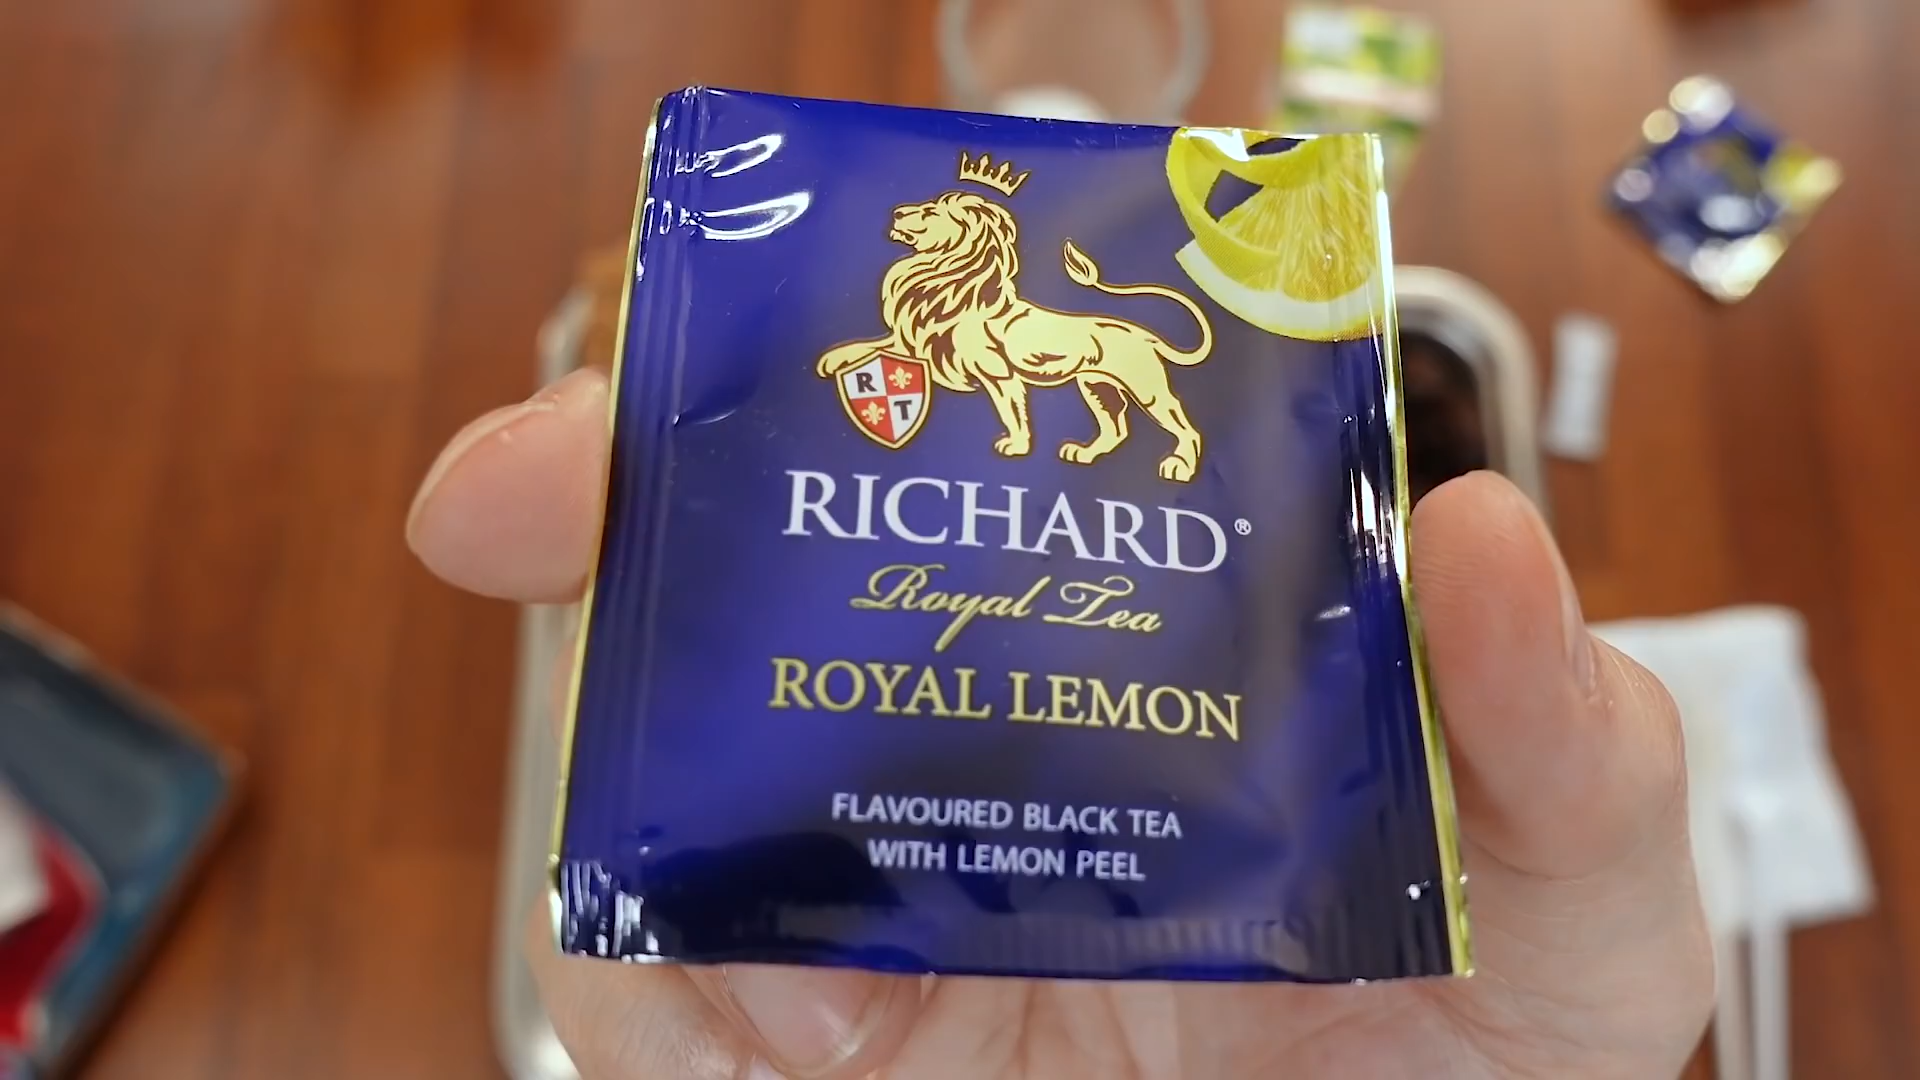 R
T
RICHARD®
Royal Tea
ROYAL LEMON
FLAVOURED BLACK TEA
WITH LEMON PEEL